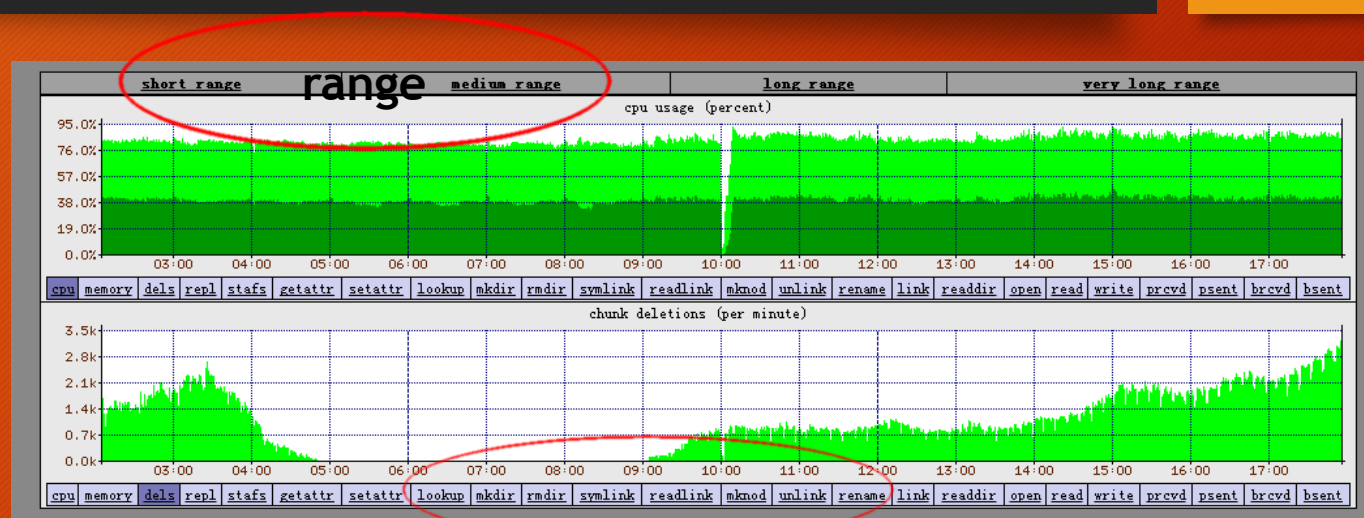 short range range medium range long range very long range
cpu usage (percent)
95.0%
76.0%
57.0%
38.0%
19.0%
0.0%
03:00 04:00 05:00 06:00 07:00 08:00 09:00 10:00 11:00 12:00 13:00 14:00 15:00 16:00 17:00
cpu memory dels repl stafs getattr setattr lookup mkdir rmdir symlink readlink mknod unlink rename link readdir open read write prcvd psent brcvd bsent
chunk deletions (per minute)
3.5k
2.8k
2.1k
1.4k
0.7k
0.0k
03:00 04:00 05:00 06:00 07:00 08:00 09:00 10:00 11:00 12:00 13:00 14:00 15:00 16:00 17:00
cpu memory dels repl stafs getattr setattr lookup mkdir rmdir symlink readlink mknod unlink rename link readdir open read write prcvd psent brcvd bsent